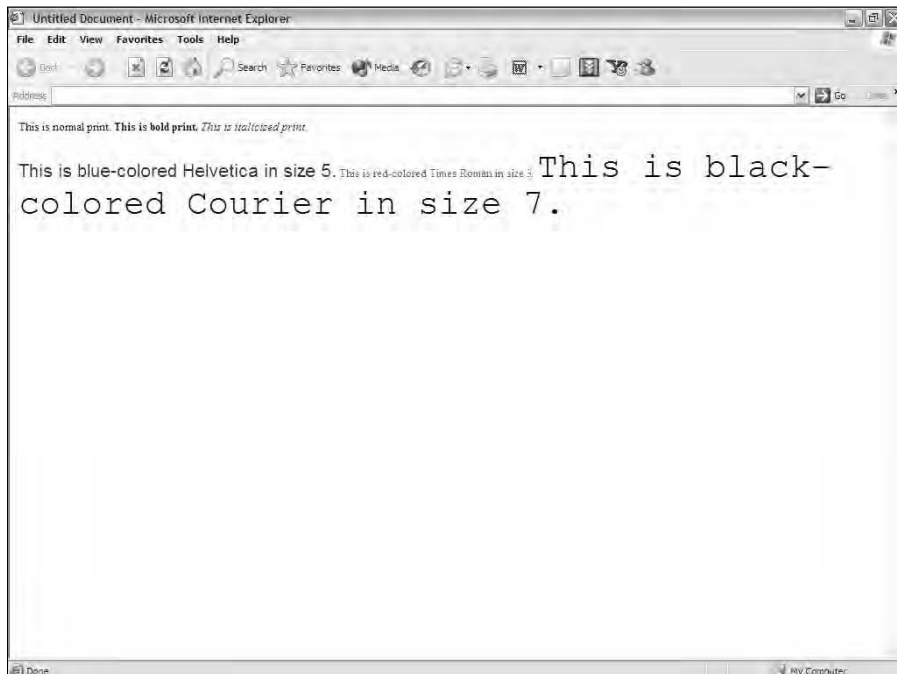 Untitled Document - Microsoft Internet Explorer
File Edit View Favorites Tools Help
Back Search Favorites Media W
Address Go Links
This is normal print. This is bold print. This is italicized print.
This is blue-colored Helvetica in size 5. This is red-colored Times Roman in size 3. This is black-
colored Courier in size 7.
Done My Computer